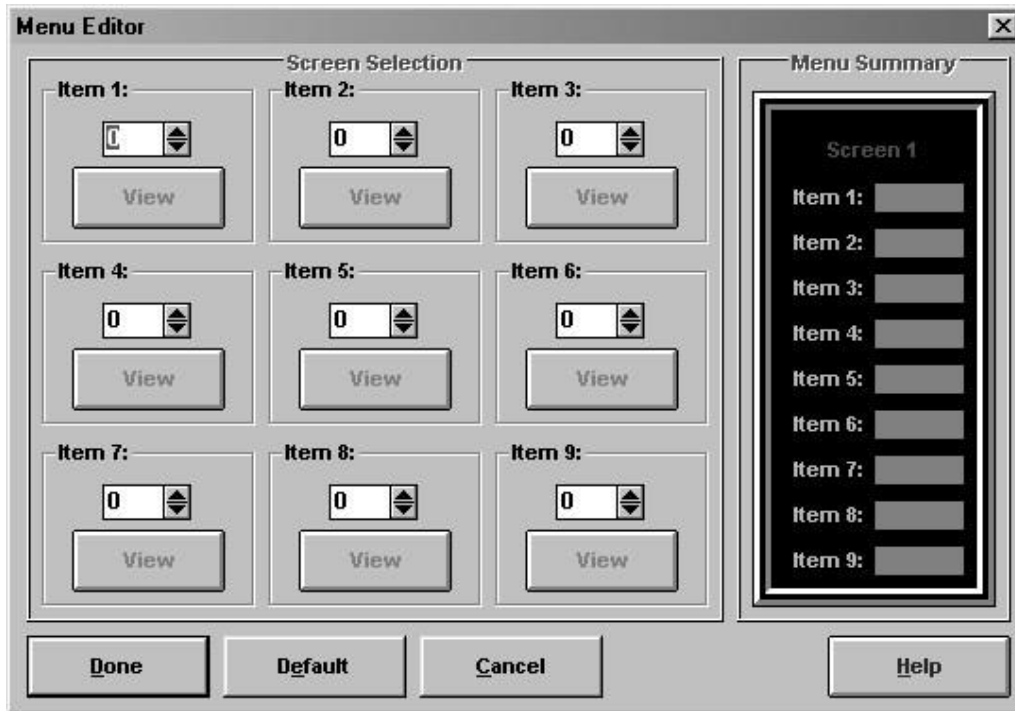 Menu Editor
Screen Selection
Menu Summary
Item 1:
Item 2:
Item 3:
0
0
0
View
View
View
Item 4:
Item 5:
Item 6:
0
0
0
View
View
View
Item 7:
Item 8:
Item 9:
0
0
0
View
View
View
Screen 1
Item 1:
Item 2:
Item 3:
Item 4:
Item 5:
Item 6:
Item 7:
Item 8:
Item 9:
Done
Default
Cancel
Help